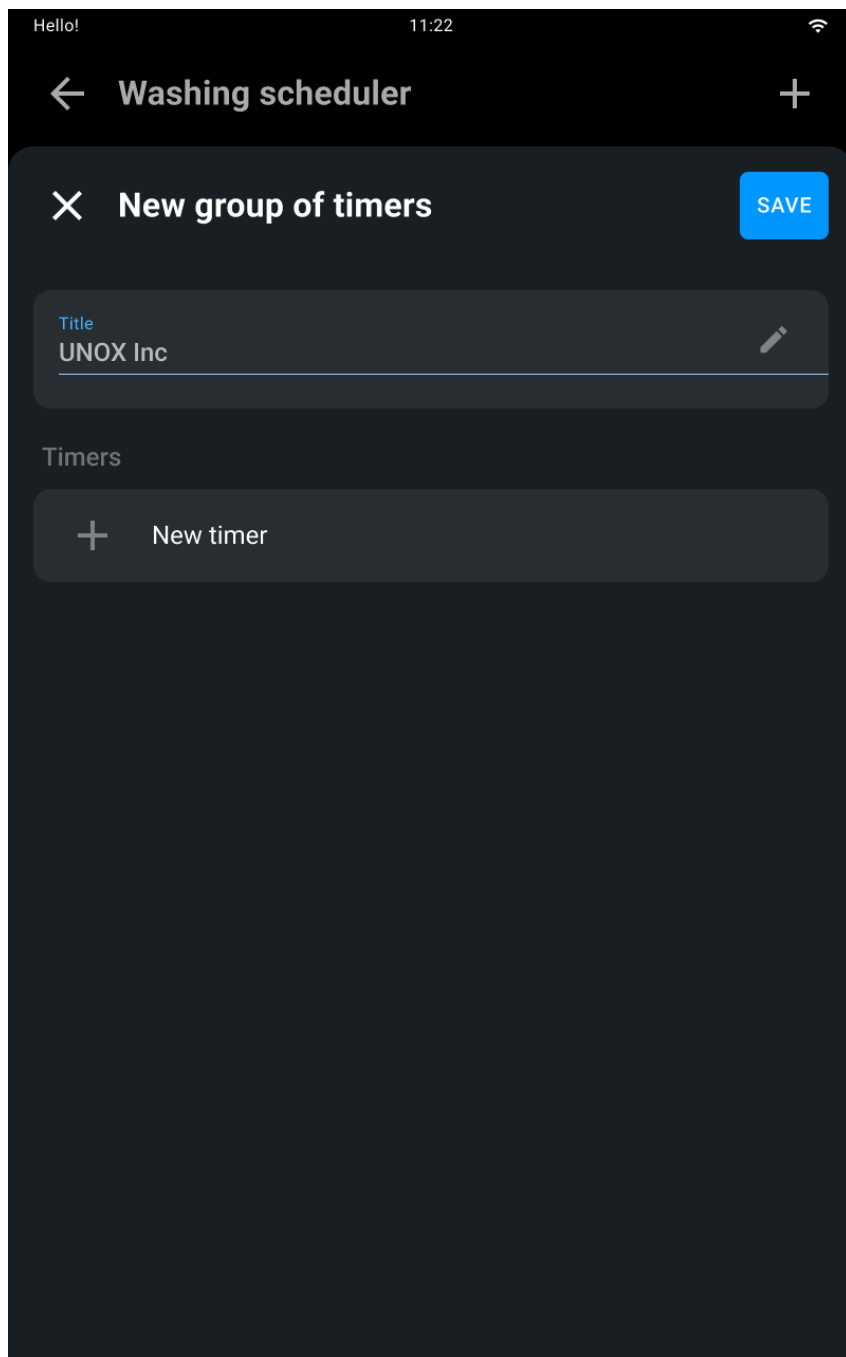 Hello! 11:22
Washing scheduler
New group of timers SAVE
Title
UNOX Inc
Timers
New timer